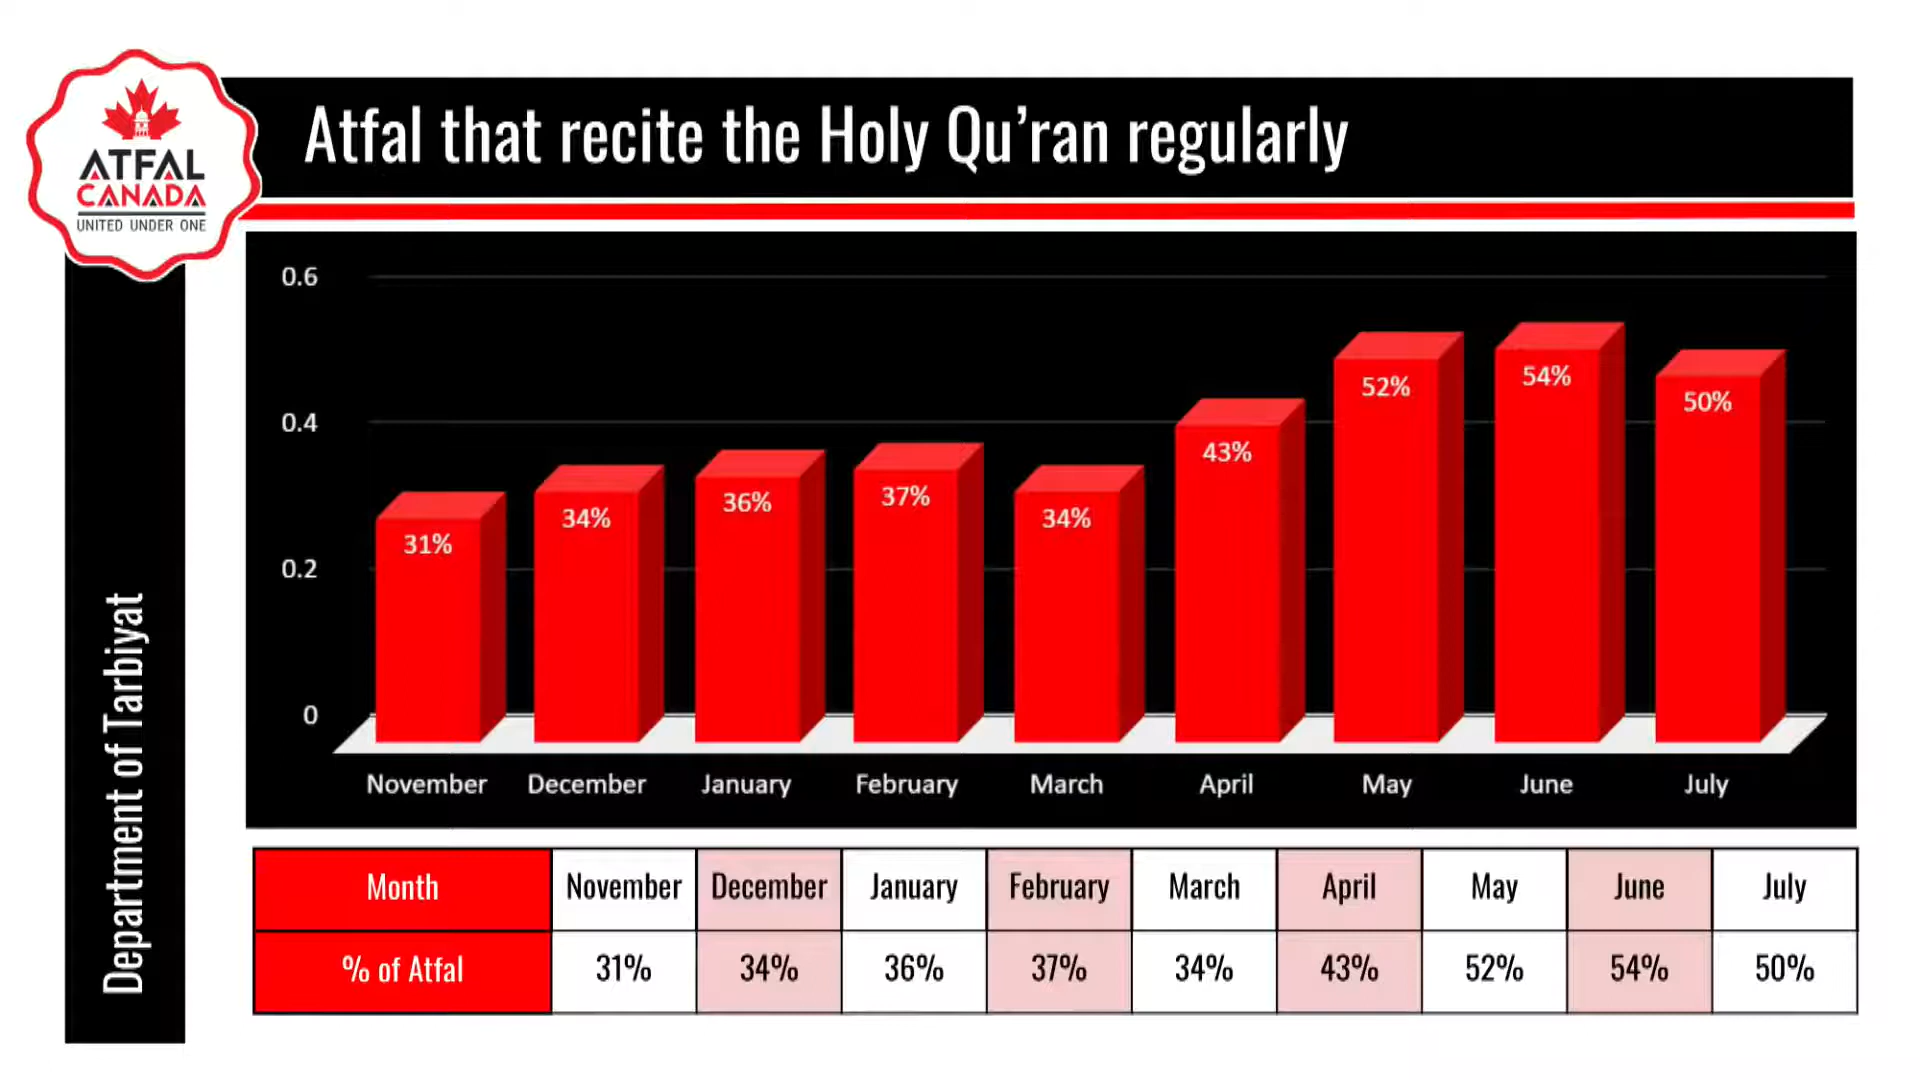 ATFAL
CANADA
UNITED UNDER ONE
Atfal that recite the Holy Qu’ran regularly
Department of Tarbiyat
0.6
0.4
0.2
0
31%
34%
36%
37%
34%
43%
52%
54%
50%
November December January February March April May June July
Month November December January February March April May June July
% of Atfal 31% 34% 36% 37% 34% 43% 52% 54% 50%